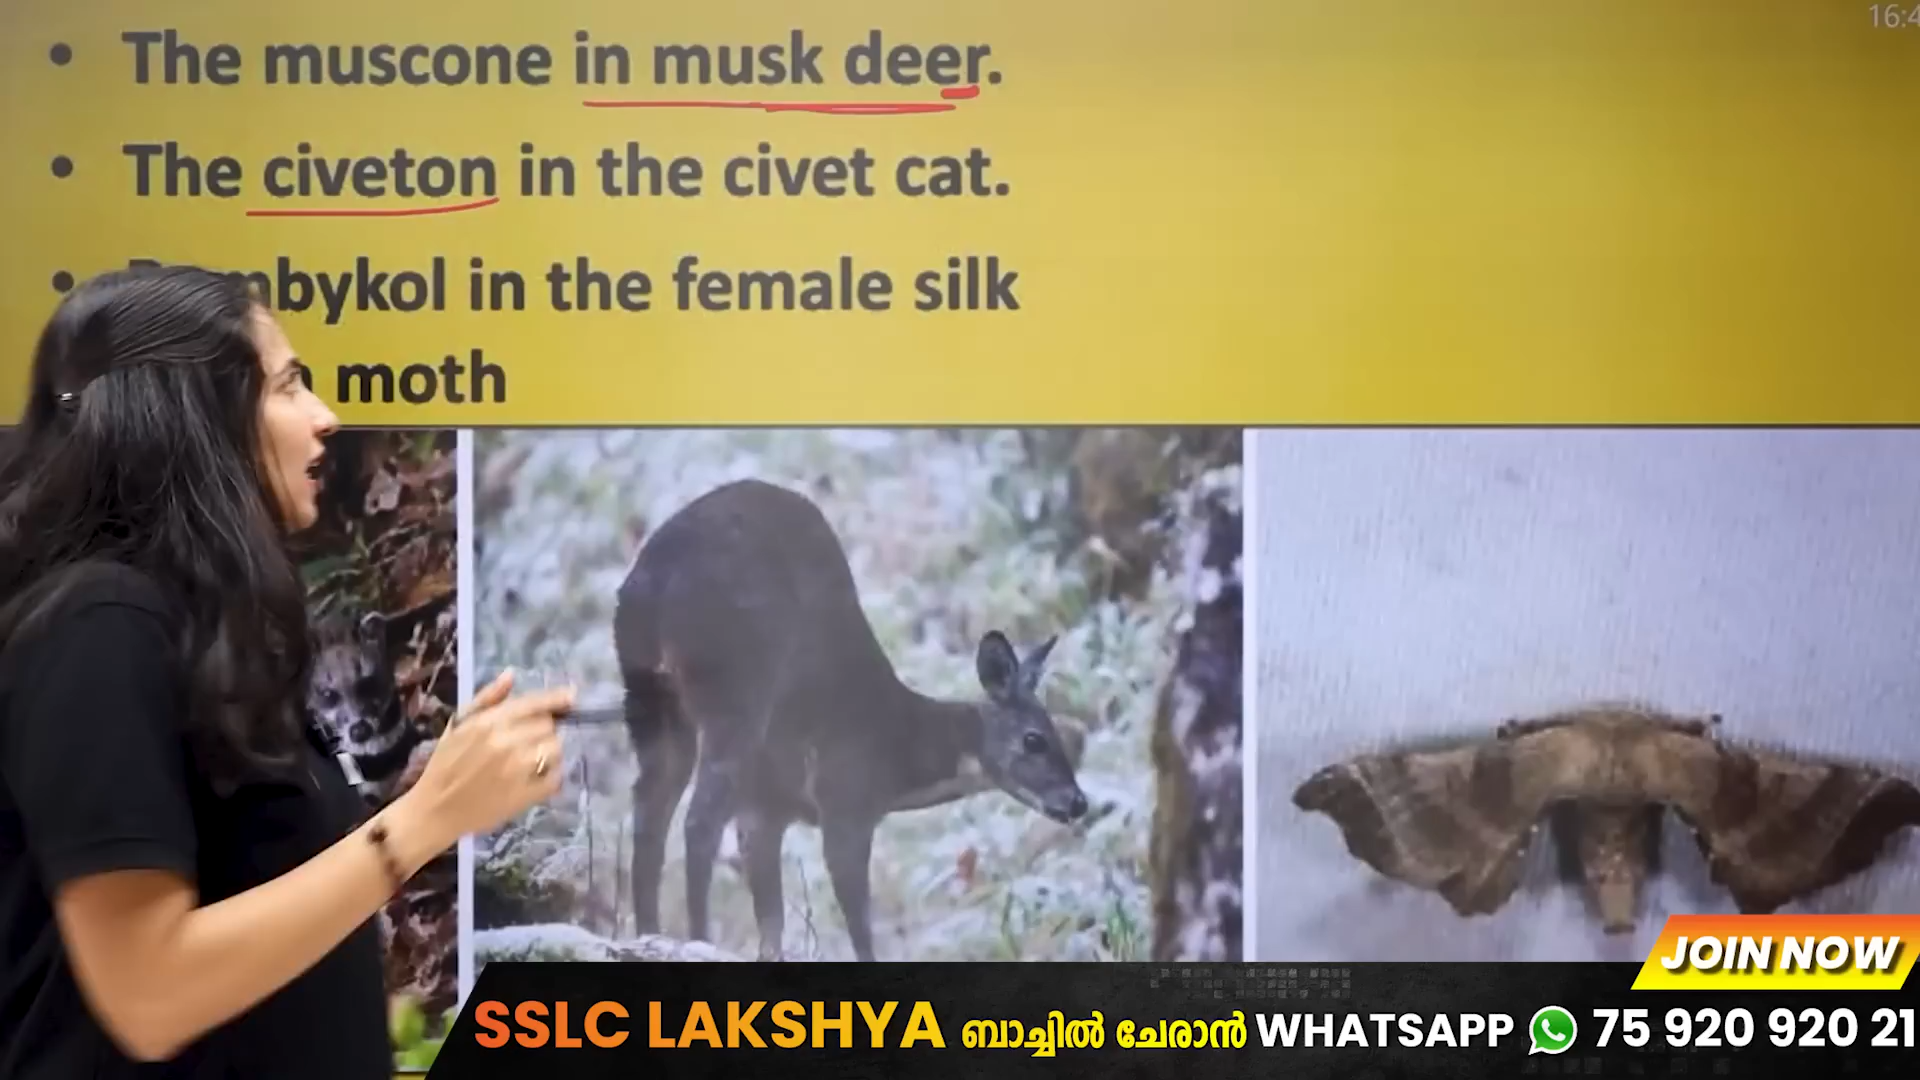 16:4
• The muscone in musk deer.
• The civeton in the civet cat.
• in the female silk
moth
JOIN NOW
SSLC LAKSHYA ബാച്ചിൽ ചേരാൻ WHATSAPP 75 920 920 21